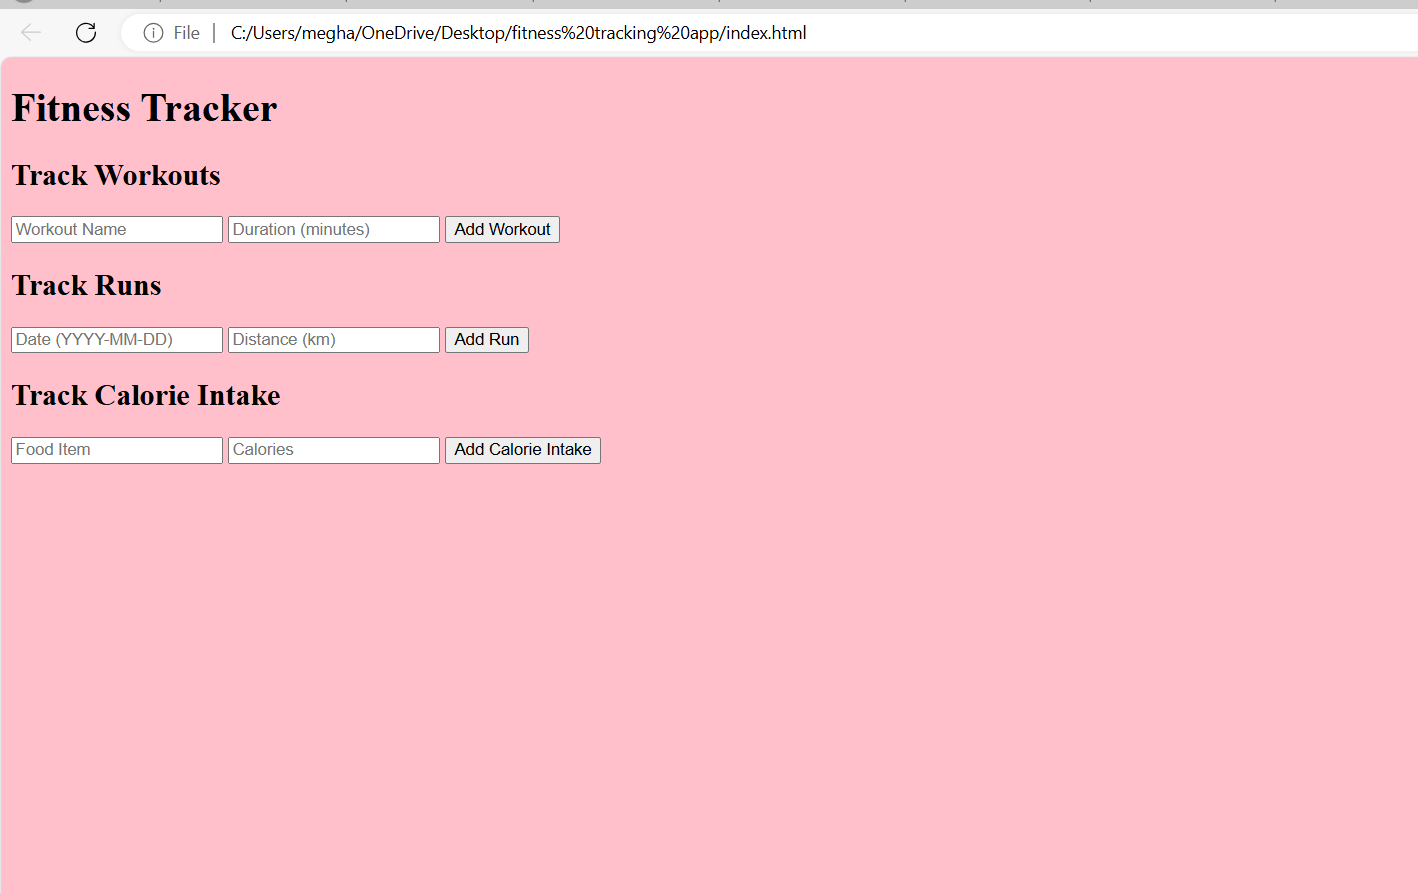 File | C:/Users/megha/OneDrive/Desktop/fitness%20tracking%20app/index.html
Fitness Tracker
Track Workouts
Workout Name Duration (minutes) Add Workout
Track Runs
Date (YYYY-MM-DD) Distance (km) Add Run
Track Calorie Intake
Food Item Calories Add Calorie Intake